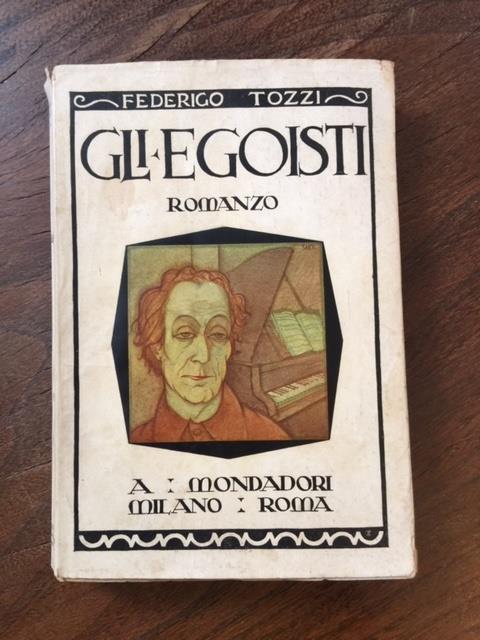 FEDERIGO TOZZI
GLI·EGOISTI
ROMANZO
A : MONDADORI
MILANO : ROMA